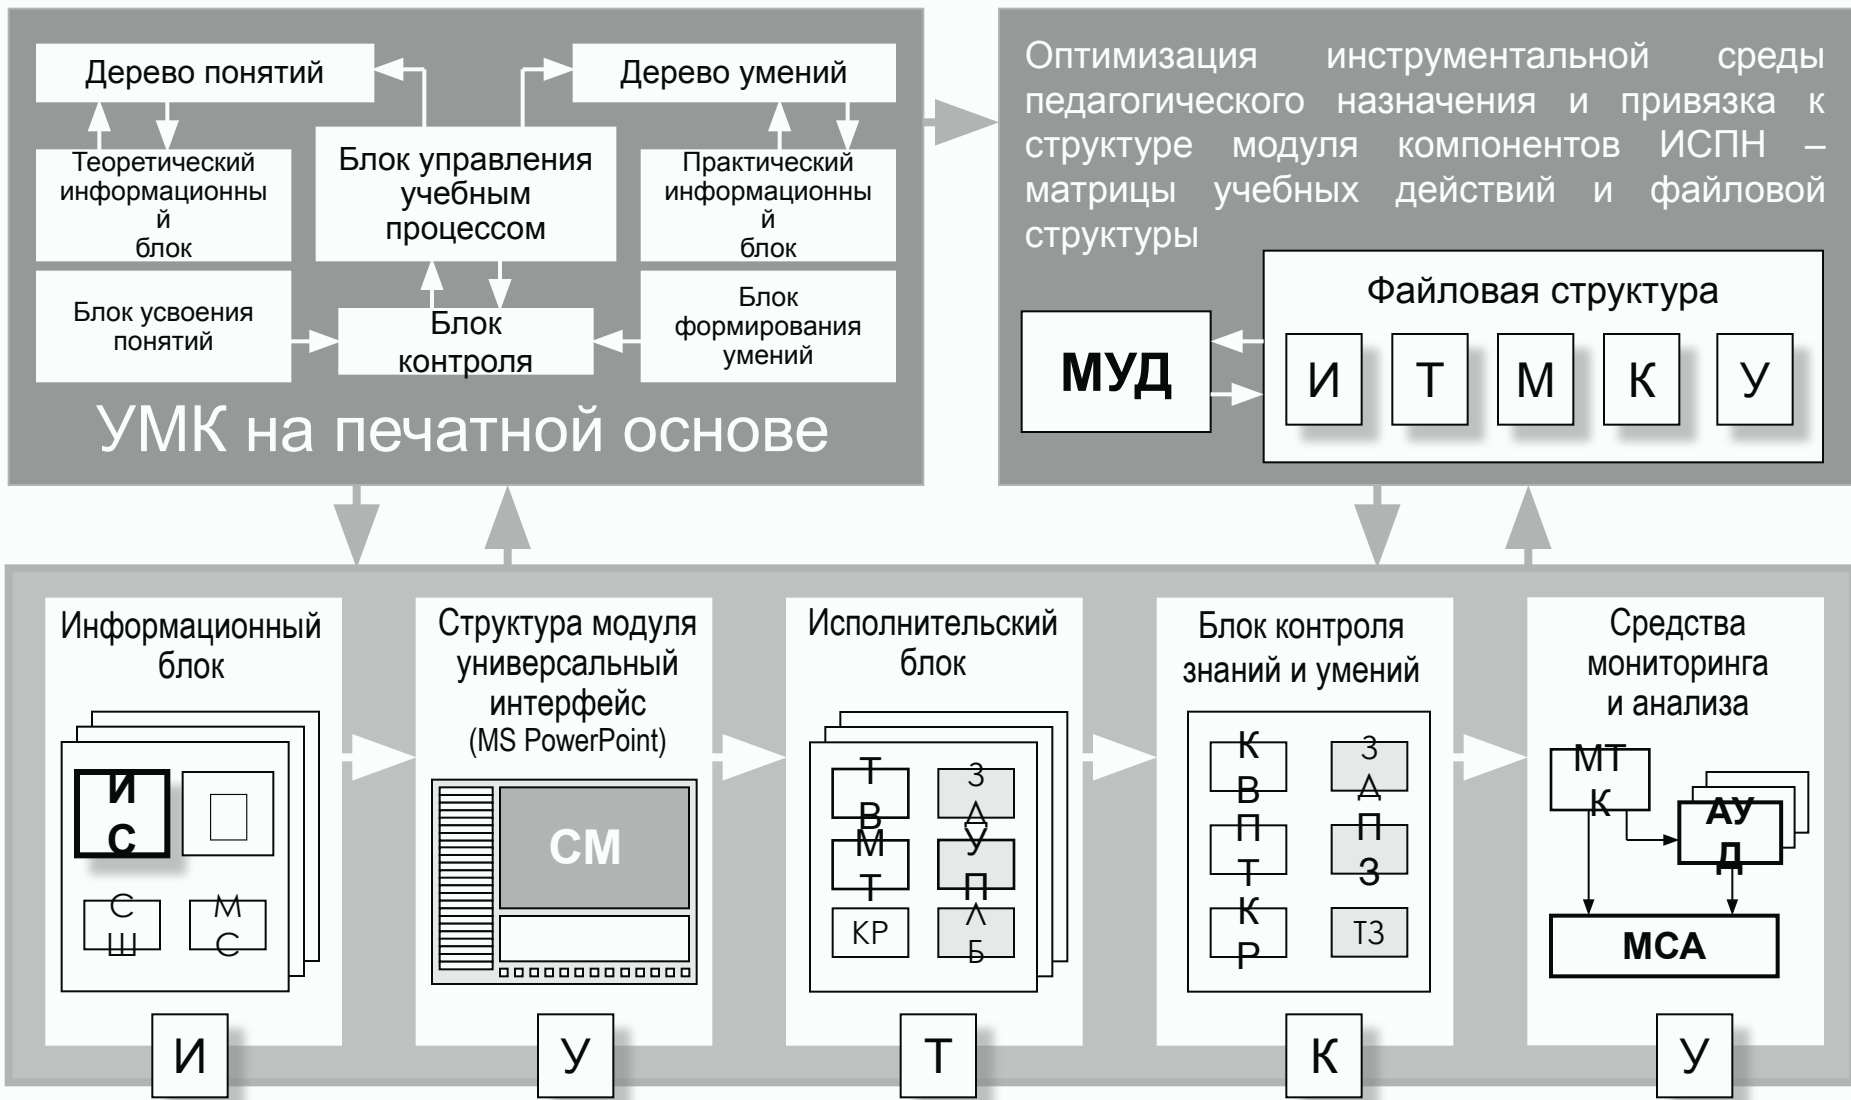 Дерево понятий
Дерево умений
Теоретический
информационны
й
блок
Блок управления
учебным
процессом
Практический
информационны
й
блок
Блок усвоения
понятий
Блок
контроля
Блок
формирования
умений
УМК на печатной основе
Оптимизация инструментальной среды
педагогического назначения и привязка к
структуре модуля компонентов ИСПН –
матрицы учебных действий и файловой
структуры
МУД
Файловая структура
И
Т
М
К
У
Информационный
блок
И
С
С
Ш
М
С
И
Структура модуля
универсальный
интерфейс
(MS PowerPoint)
СМ
У
Исполнительский
блок
Т
В
З
А
М
Т
У
П
КР
Л
Б
Т
Блок контроля
знаний и умений
К
В
З
А
П
Т
П
З
К
Р
ТЗ
К
Средства
мониторинга
и анализа
МТ
К
АУ
Д
МСА
У